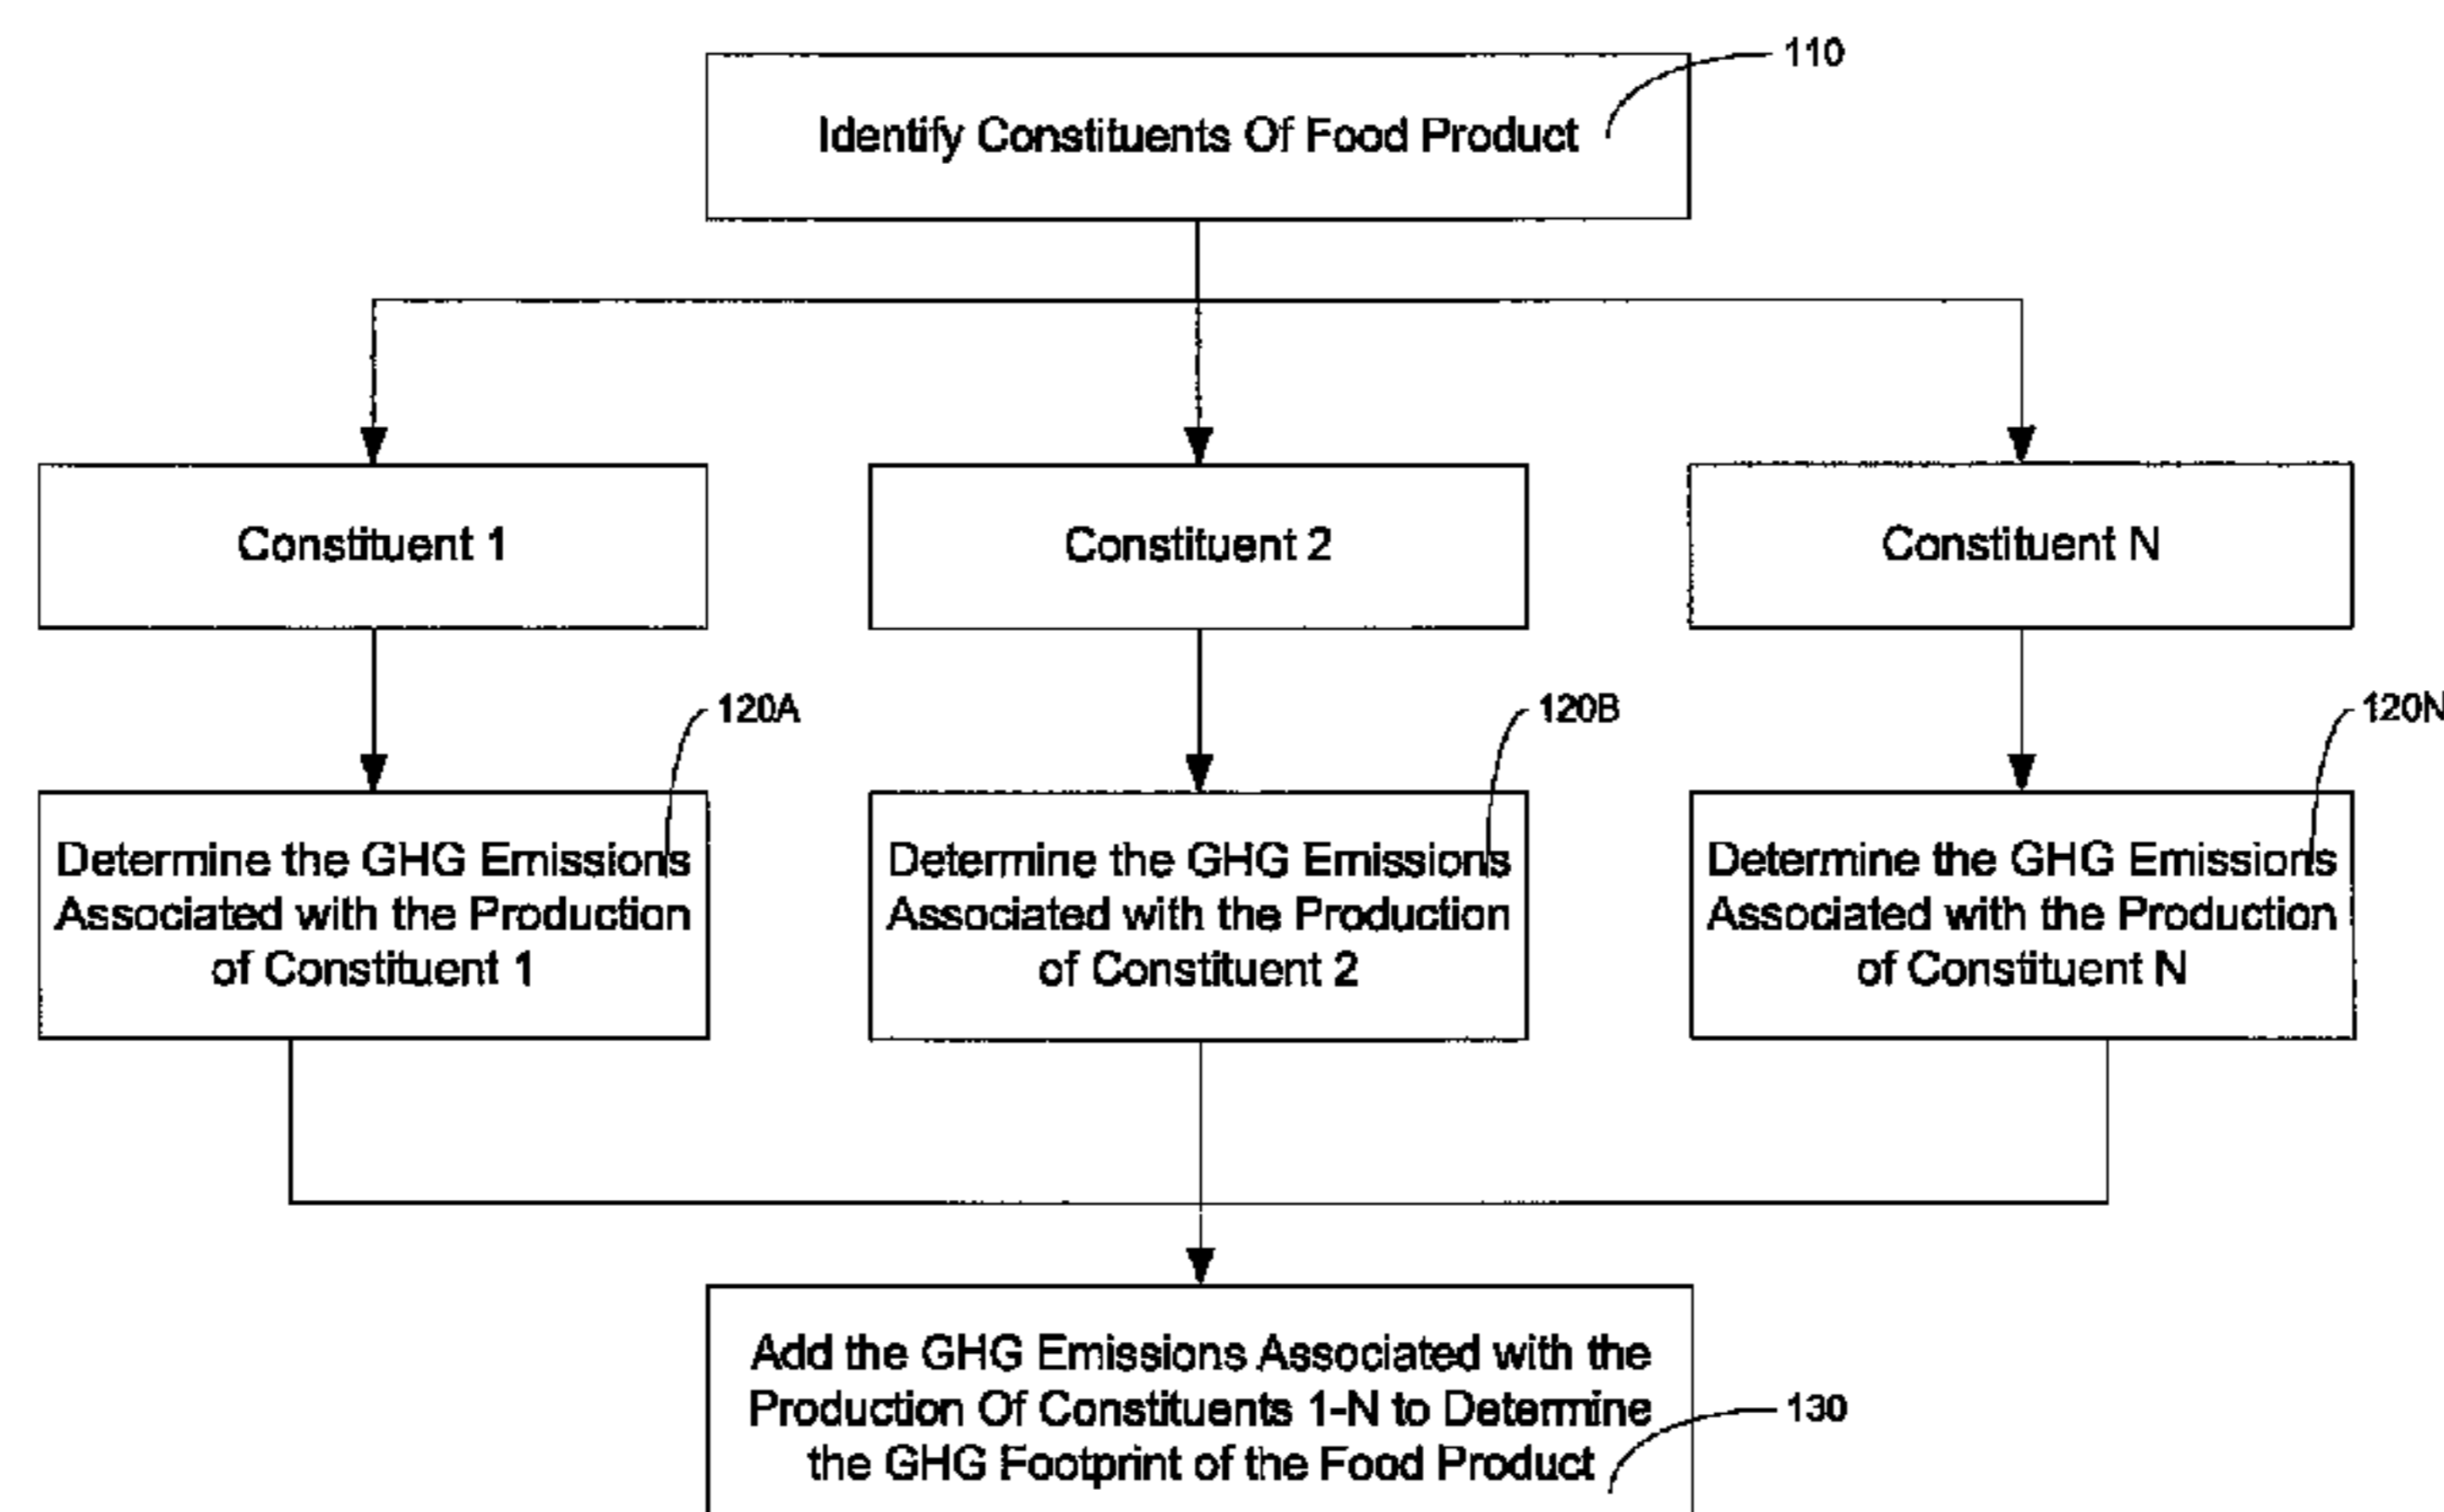 110
Identify Constituents Of Food Product
Constituent 1
Constituent 2
Constituent N
120A
120B
120N
Determine the GHG Emissions
Associated with the Production
of Constituent 1
Determine the GHG Emissions
Associated with the Production
of Constituent 2
Determine the GHG Emissions
Associated with the Production
of Constituent N
Add the GHG Emissions Associated with the
Production Of Constituents 1-N to Determine
the GHG Footprint of the Food Product
130